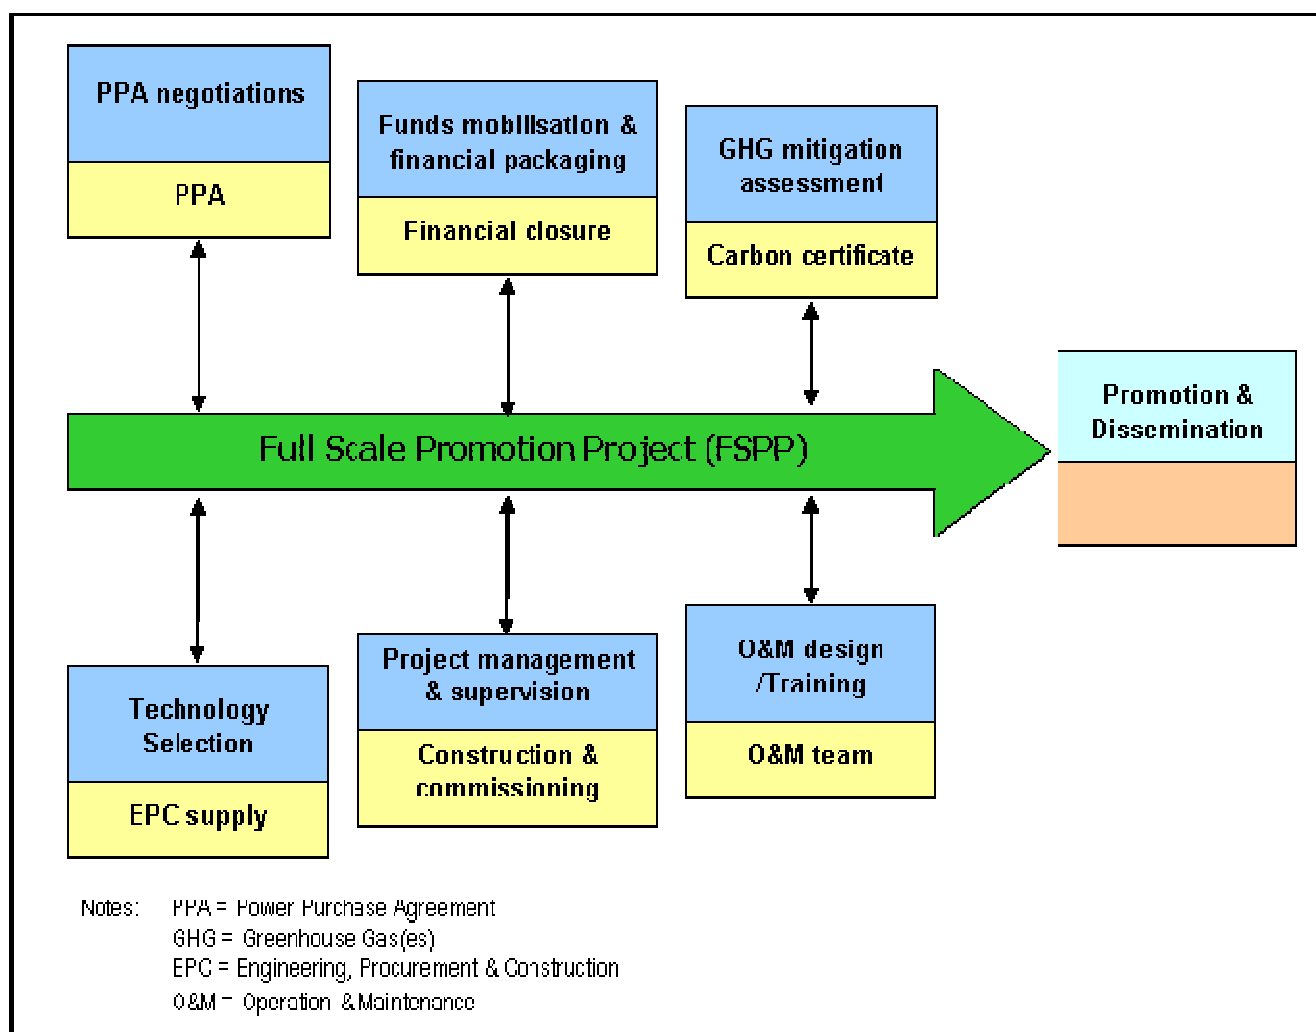 PPA negotiations
PPA
Funds mobilisation &
financial packaging
Financial closure
GHG mitigation
assessment
Carbon certificate
Full Scale Promotion Project (FSPP)
Promotion &
Dissemination
Technology
Selection
EPC supply
Project management
& supervision
Construction &
commissioning
O&M design
/Training
O&M team
Notes: PPA = Power Purchase Agreement
GHG = Greenhouse Gas(es)
EPC = Engineering, Procurement & Construction
O&M = Operation & Maintenance